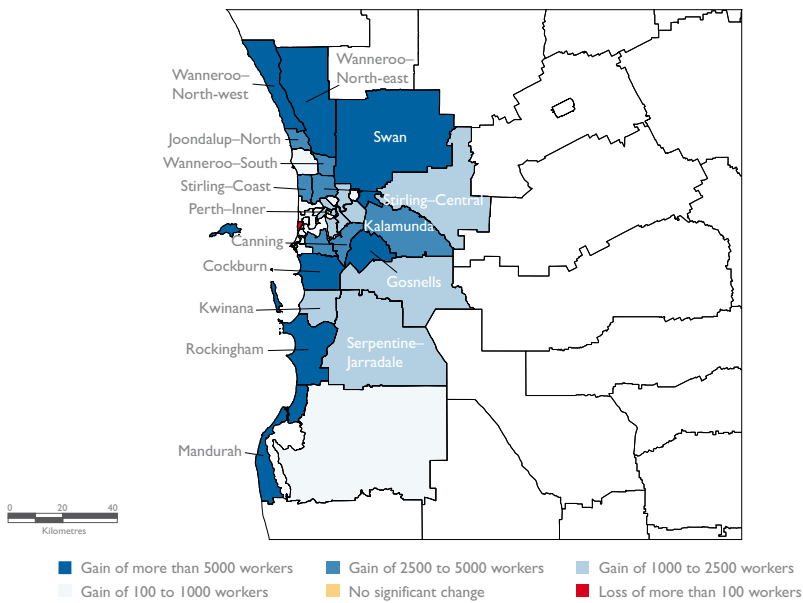 Wanneroo–
North-east
Wanneroo–
North-west
Swan
Joondalup–North
Wanneroo–South
Stirling–Coast
Stirling–Central
Perth–Inner
Kalamunda
Canning
Cockburn
Gosnells
Kwinana
Rockingham
Serpentine–
Jarradale
Mandurah
0 20 40
Kilometres
Gain of more than 5000 workers
Gain of 2500 to 5000 workers
Gain of 1000 to 2500 workers
Gain of 100 to 1000 workers
No significant change
Loss of more than 100 workers